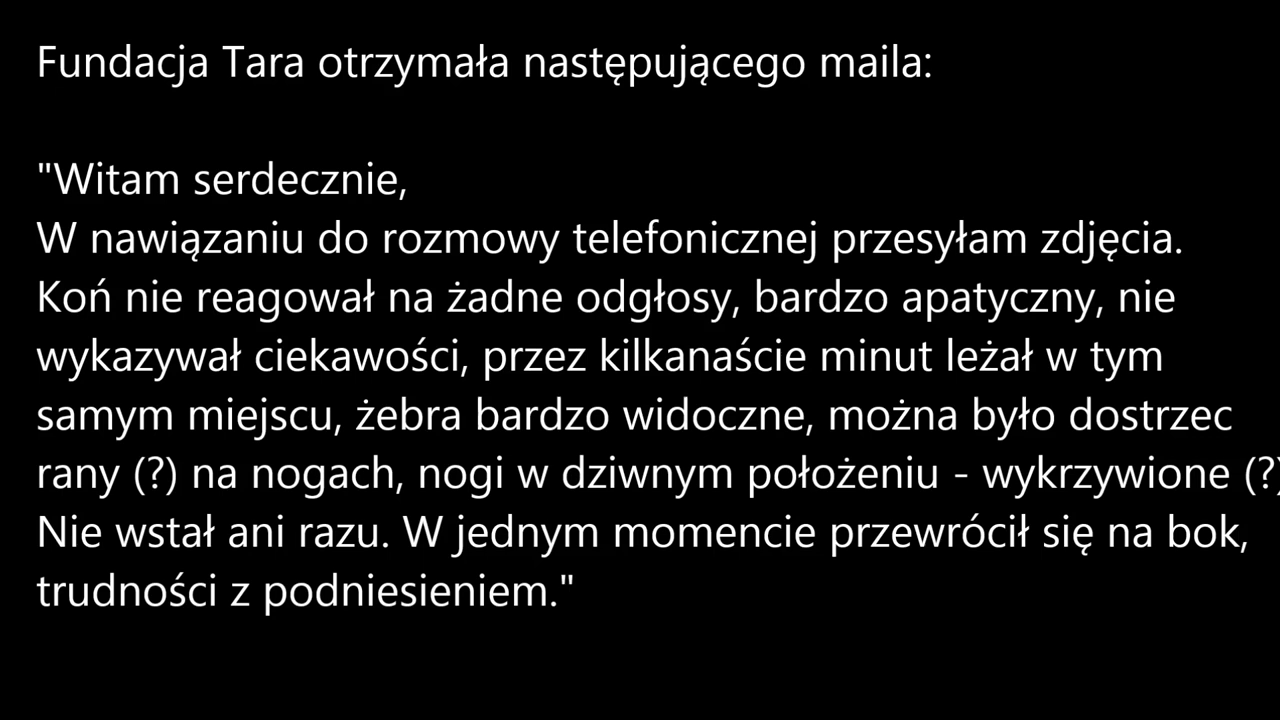 Fundacja Tara otrzymała następującego maila:
"Witam serdecznie,
W nawiązaniu do rozmowy telefonicznej przesyłam zdjęcia.
Koń nie reagował na żadne odgłosy, bardzo apatyczny, nie
wykazywał ciekawości, przez kilkanaście minut leżał w tym
samym miejscu, żebra bardzo widoczne, można było dostrzec
rany (?) na nogach, nogi w dziwnym położeniu - wykrzywione (?)
Nie wstał ani razu. W jednym momencie przewrócił się na bok,
trudności z podniesieniem."